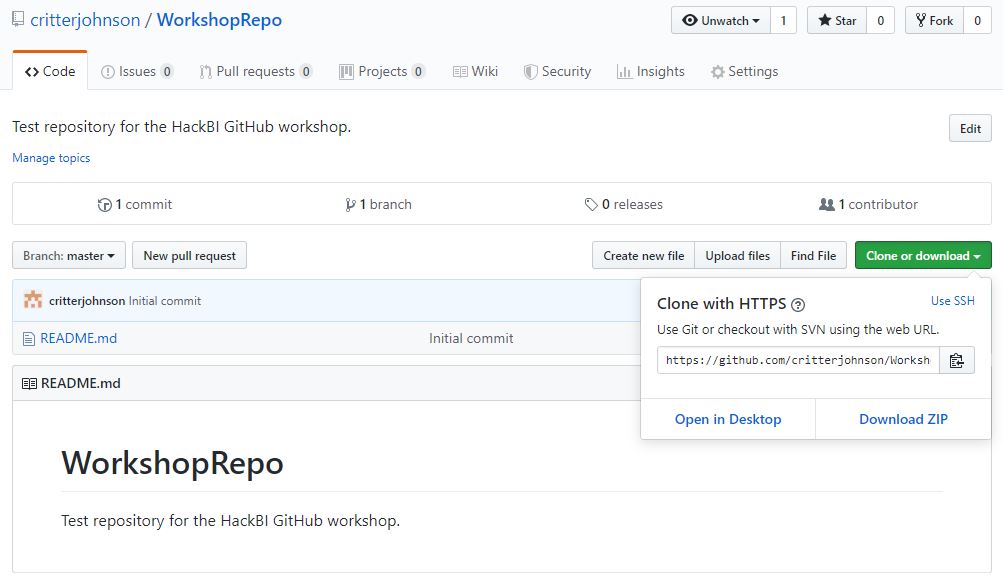 critterjohnson / WorkshopRepo Unwatch 1 Star 0 Fork 0
Code Issues 0 Pull requests 0 Projects 0 Wiki Security Insights Settings
Test repository for the HackBI GitHub workshop. Edit
Manage topics
1 commit 1 branch 0 releases 1 contributor
Branch: master New pull request Create new file Upload files Find File Clone or download
critterjohnson Initial commit
README.md Initial commit
Clone with HTTPS ? Use SSH
Use Git or checkout with SVN using the web URL.
https://github.com/critterjohnson/Worksh
Open in Desktop Download ZIP
README.md
WorkshopRepo
Test repository for the HackBI GitHub workshop.